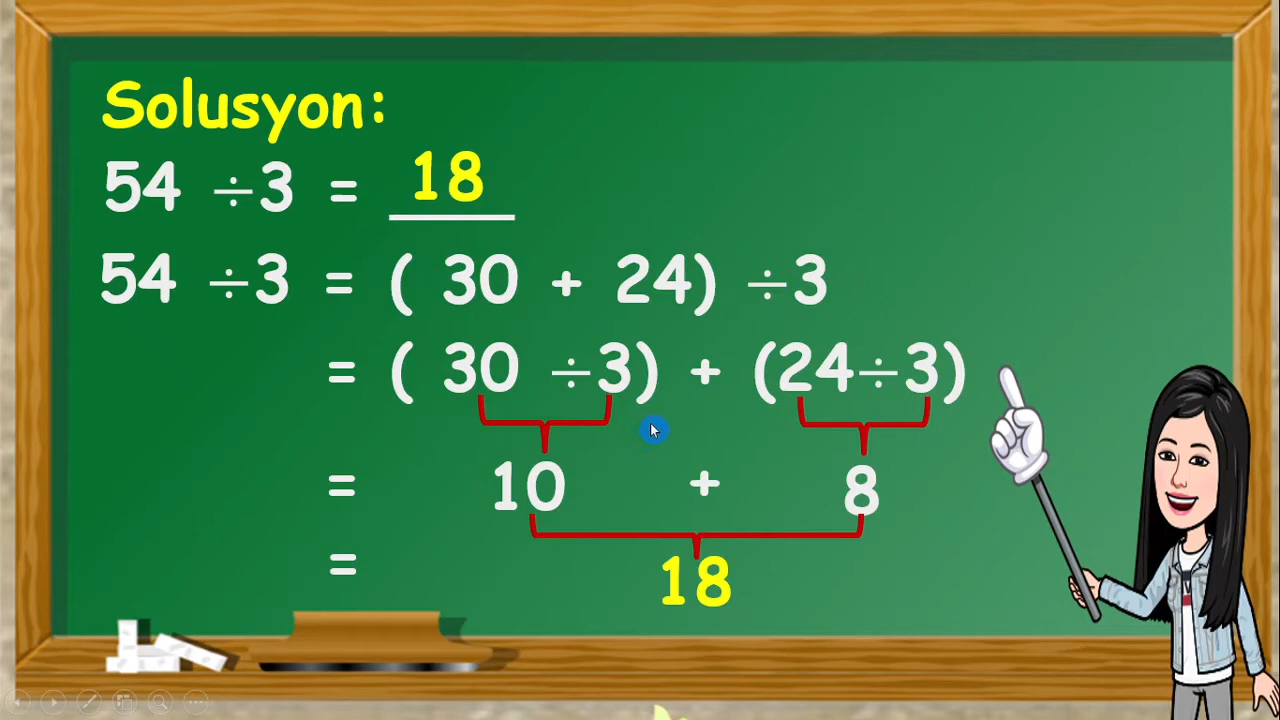 Solusyon:
54 ÷3 = 18
54 ÷3 = ( 30 + 24) ÷3
= ( 30 ÷3) + (24÷3)
= 10 + 8
= 18